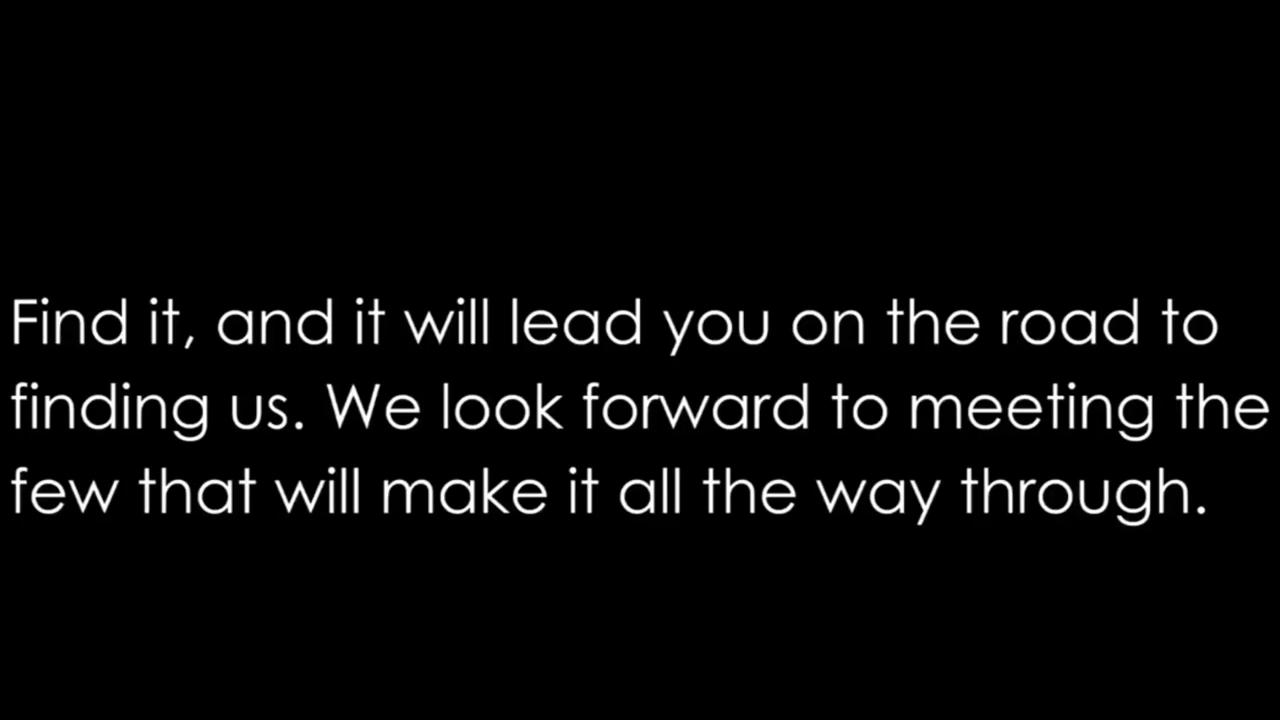 Find it, and it will lead you on the road to
finding us. We look forward to meeting the
few that will make it all the way through.